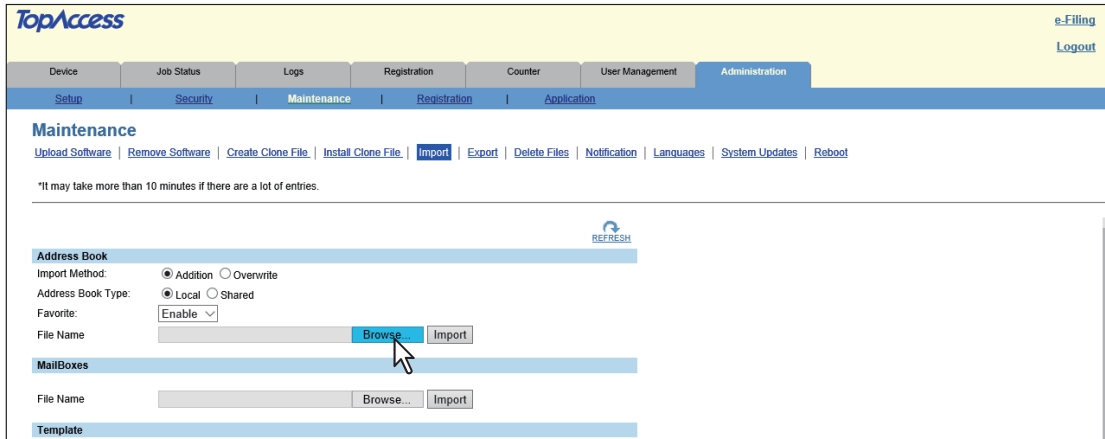 TopAccess
e-Filing
Logout
Device Job Status Logs Registration Counter User Management Administration
Setup | Security | Maintenance | Registration | Application
Maintenance
Upload Software | Remove Software | Create Clone File | Install Clone File | Import | Export | Delete Files | Notification | Languages | System Updates | Reboot
*It may take more than 10 minutes if there are a lot of entries.
REFRESH
Address Book
Import Method: Addition Overwrite
Address Book Type: Local Shared
Favorite: Enable
File Name Browse... Import
MailBoxes
File Name Browse... Import
Template